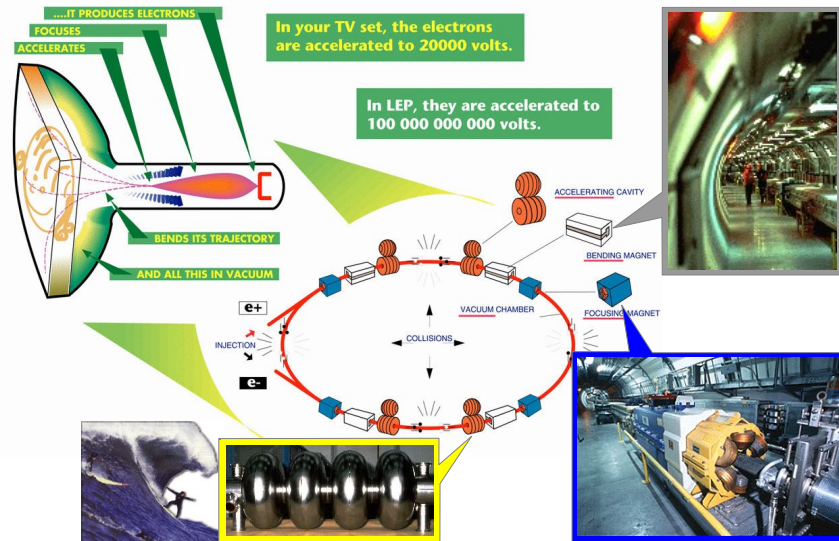 ....IT PRODUCES ELECTRONS
FOCUSES
ACCELERATES
In your TV set, the electrons
are accelerated to 20000 volts.
In LEP, they are accelerated to
100 000 000 000 volts.
ACCELERATING CAVITY
BENDING MAGNET
BENDS ITS TRAJECTORY
AND ALL THIS IN VACUUM
e+
VACUUM CHAMBER
FOCUSING MAGNET
INJECTION
COLLISIONS
e-